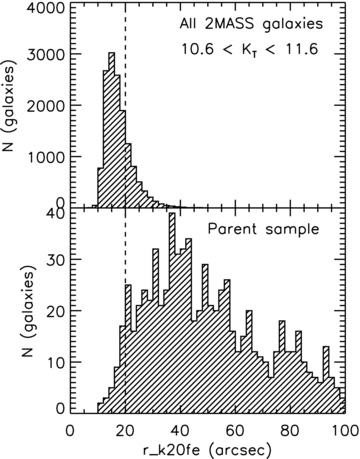 4000
All 2MASS galaxies
10.6 < K_T < 11.6
3000
2000
1000
0
N (galaxies)
40
Parent sample
30
20
10
0
N (galaxies)
0 20 40 60 80 100
r_k20fe (arcsec)